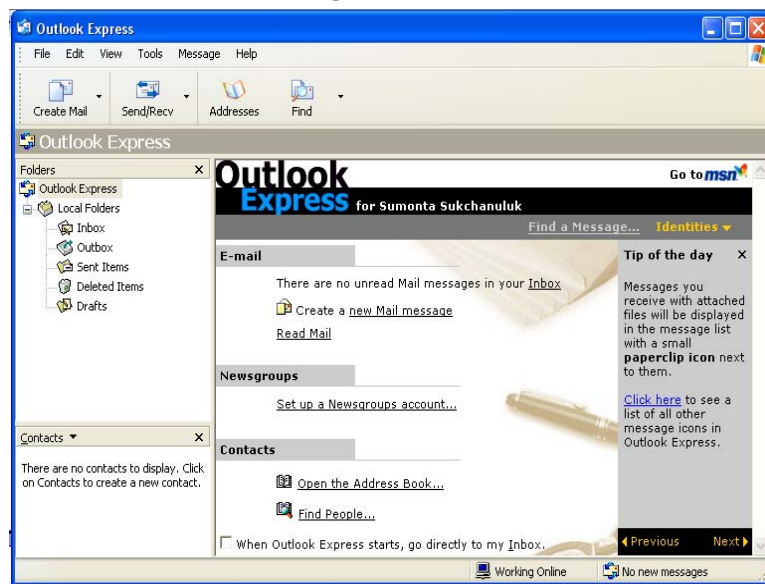 Outlook Express
File Edit View Tools Message Help
Create Mail Send/Recv Addresses Find
Outlook Express
Folders
Outlook Express
Local Folders
Inbox
Outbox
Sent Items
Deleted Items
Drafts
Contacts
There are no contacts to display. Click
on Contacts to create a new contact.
Outlook
Express for Sumonta Sukchanuluk
Go to msn
Find a Message... Identities
E-mail
There are no unread Mail messages in your Inbox
Create a new Mail message
Read Mail
Newsgroups
Set up a Newsgroups account...
Contacts
Open the Address Book...
Find People...
When Outlook Express starts, go directly to my Inbox.
Tip of the day
Messages you
receive with attached
files will be displayed
in the message list
with a small
paperclip icon next
to them.
Click here to see a
list of all other
message icons in
Outlook Express.
Previous Next
Working Online No new messages